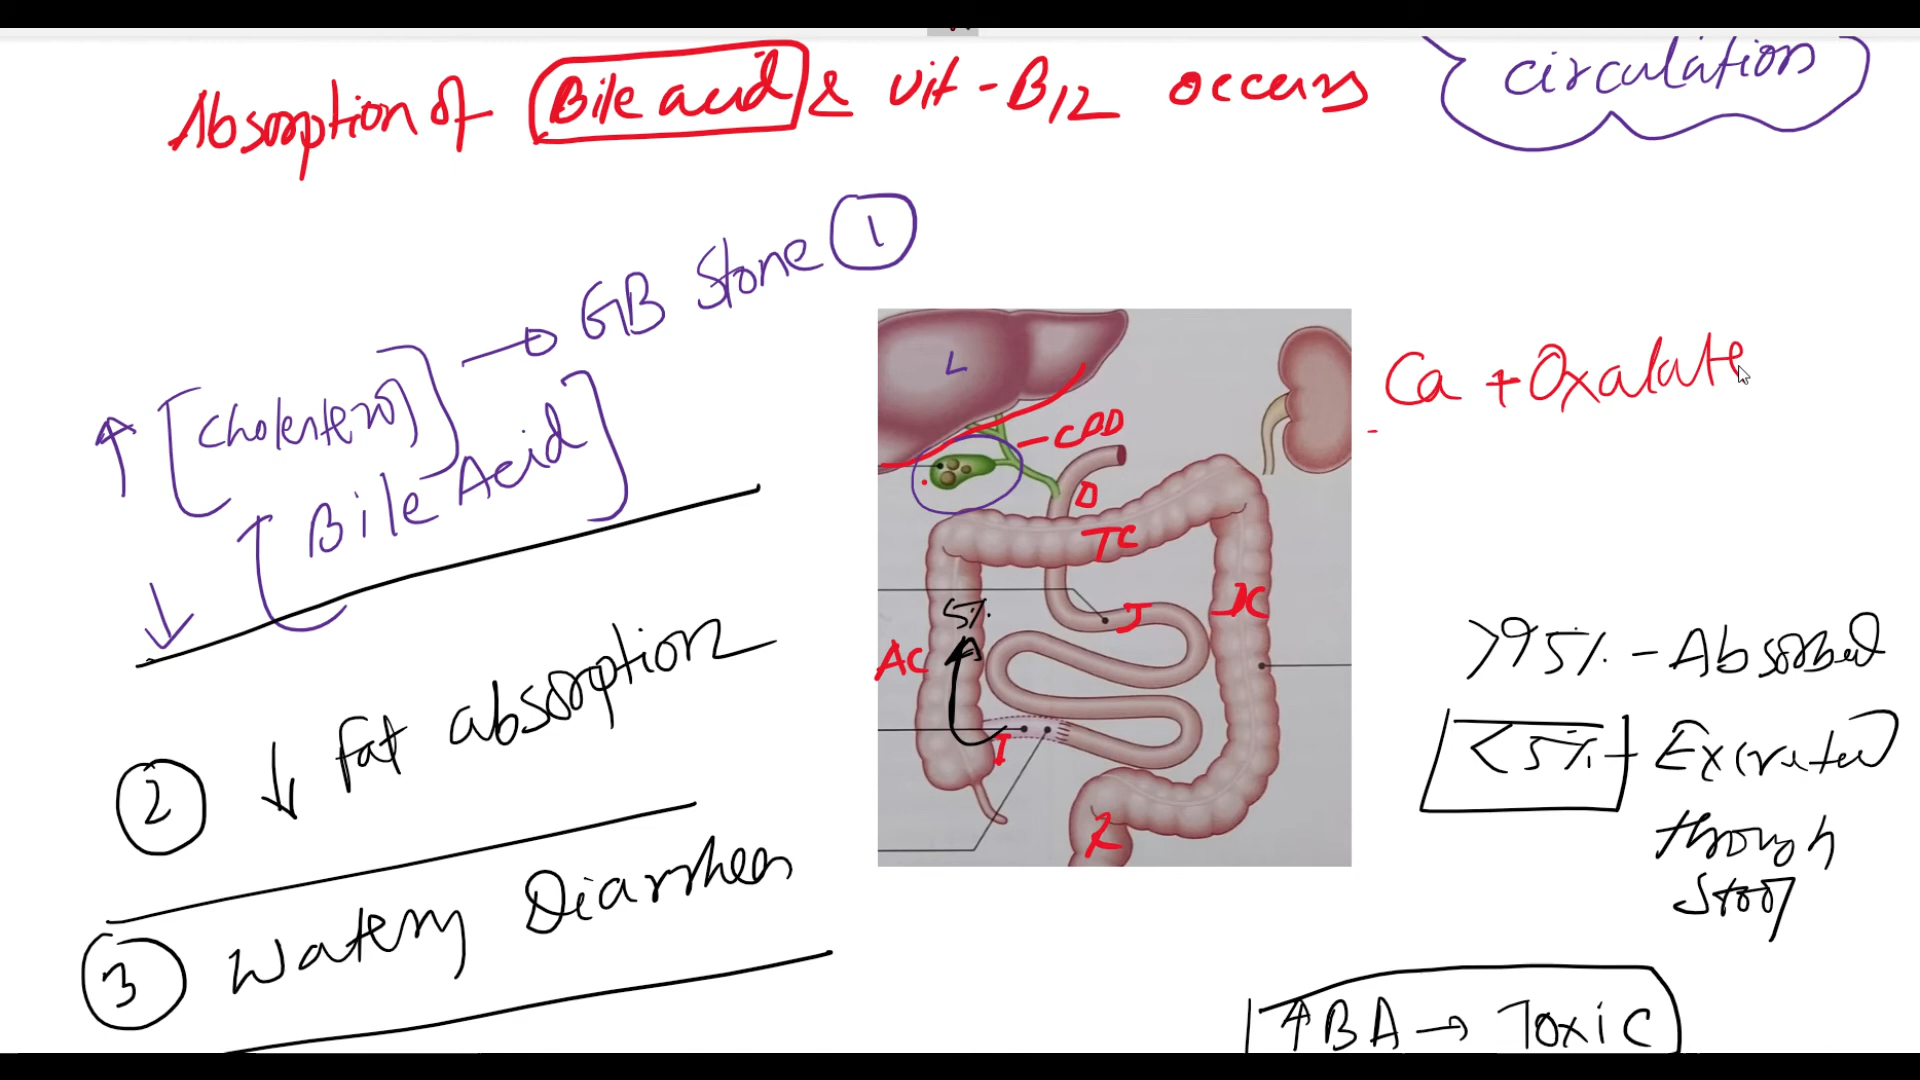 circulation
Absorption of Bile acid & vit-B12 occurs
GB Stone 1
↑ [Cholesterol]
↓ [Bile Acid]
2 ↓ fat absorption
3 Watery Diarrhea
L
CBD
D
TC
J
DC
5%
AC
I
R
Ca + Oxalate
>95% - Absorbed
<5% - Excreted
through
stool
↑BA → Toxic